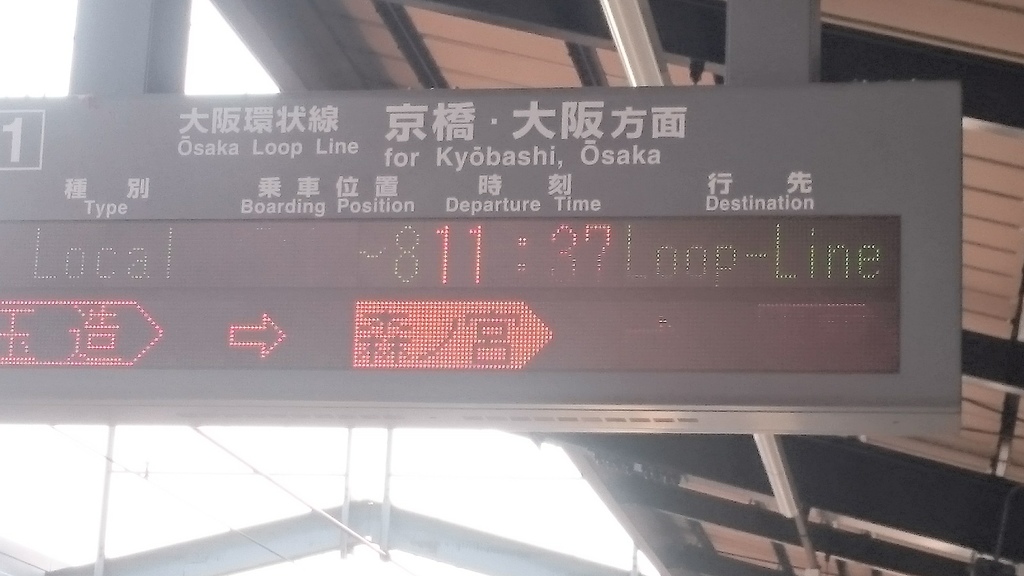 1
大阪環状線 京橋・大阪方面
Ōsaka Loop Line for Kyōbashi, Ōsaka
種別 乗車位置 時刻 行先
Type Boarding Position Departure Time Destination
Local ~8 11:37 Loop-Line
玉造 ⇨ 森ノ宮